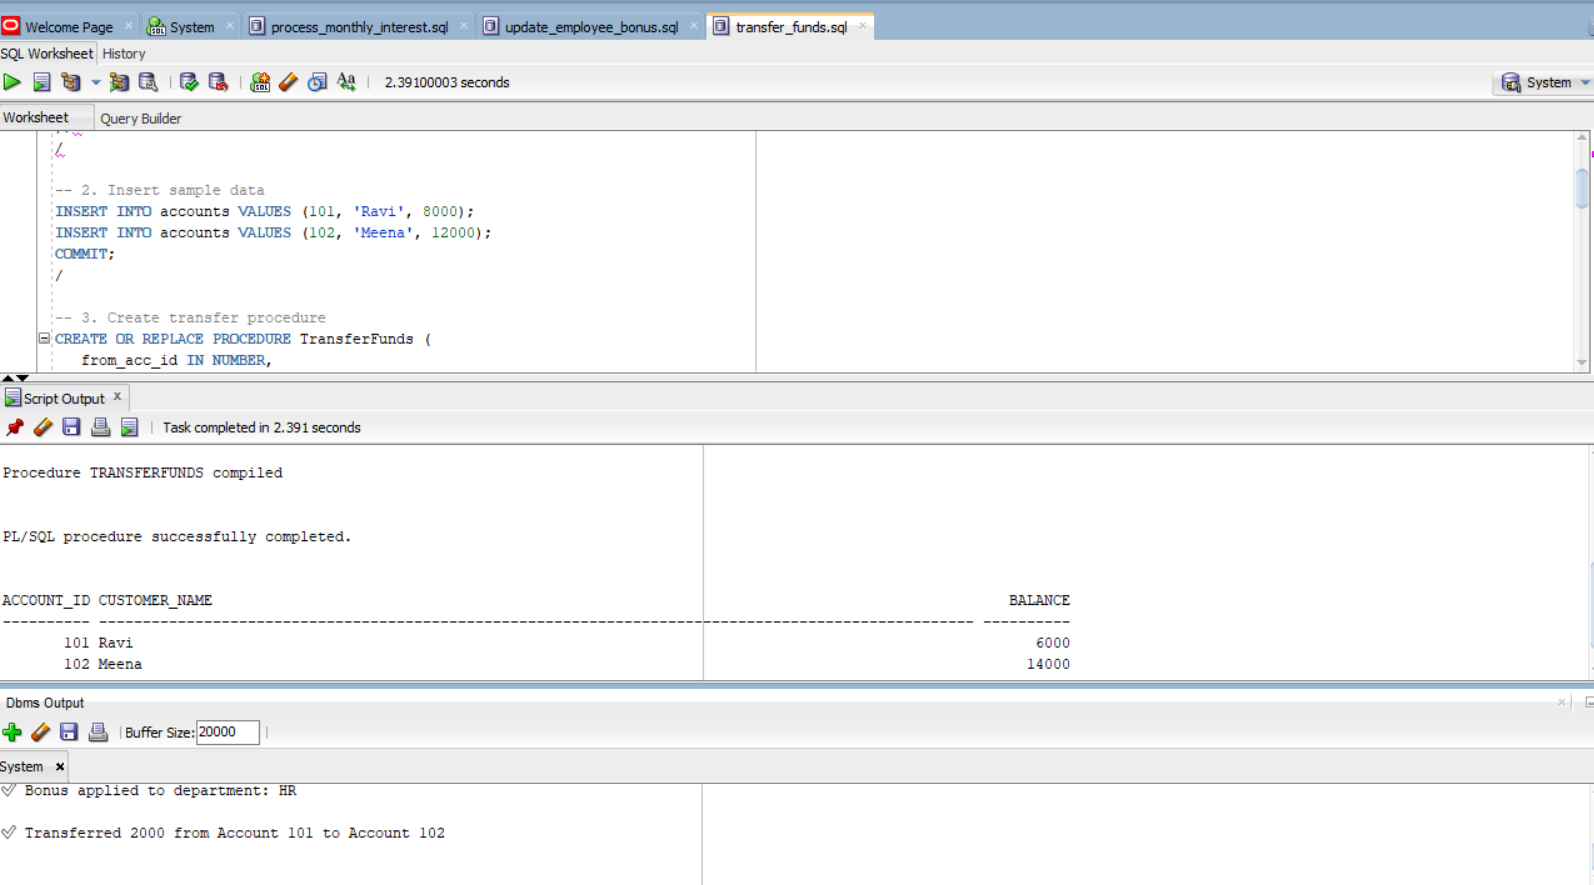 Welcome Page
System
process_monthly_interest.sql
update_employee_bonus.sql
transfer_funds.sql
SQL Worksheet
History
2.39100003 seconds
System
Worksheet
Query Builder
/
-- 2. Insert sample data
INSERT INTO accounts VALUES (101, 'Ravi', 8000);
INSERT INTO accounts VALUES (102, 'Meena', 12000);
COMMIT;
/
-- 3. Create transfer procedure
CREATE OR REPLACE PROCEDURE TransferFunds (
from_acc_id IN NUMBER,
Script Output
Task completed in 2.391 seconds
Procedure TRANSFERFUNDS compiled
PL/SQL procedure successfully completed.
ACCOUNT_ID CUSTOMER_NAME BALANCE
101 Ravi 6000
102 Meena 14000
Dbms Output
Buffer Size: 20000
System
Bonus applied to department: HR
Transferred 2000 from Account 101 to Account 102